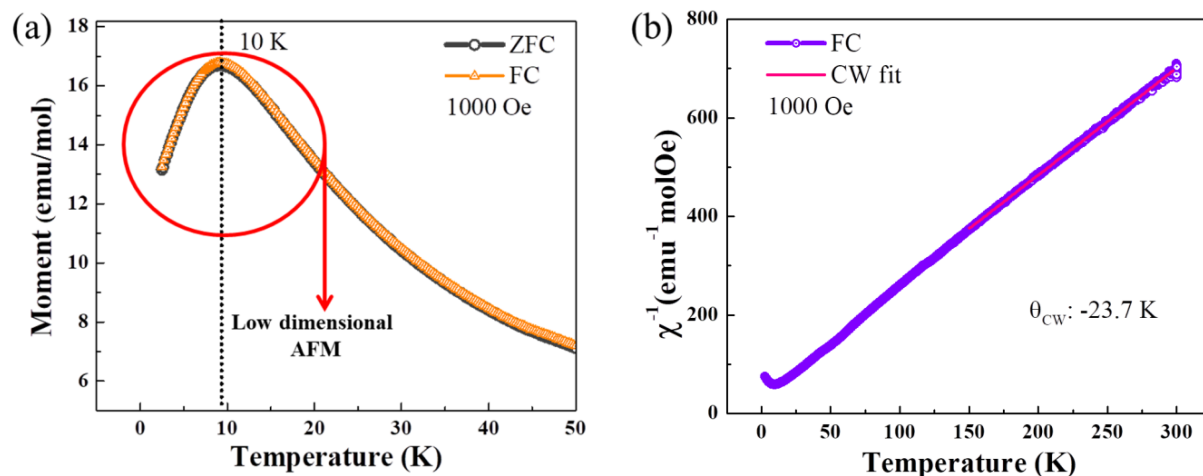 (a)
18
16
14
12
10
8
6
Moment (emu/mol)
10 K
ZFC
FC
1000 Oe
Low dimensional
AFM
0 10 20 30 40 50
Temperature (K)
(b)
800
600
400
200
0
χ⁻¹(emu⁻¹molOe)
FC
CW fit
1000 Oe
θCW: -23.7 K
0 50 100 150 200 250 300
Temperature (K)